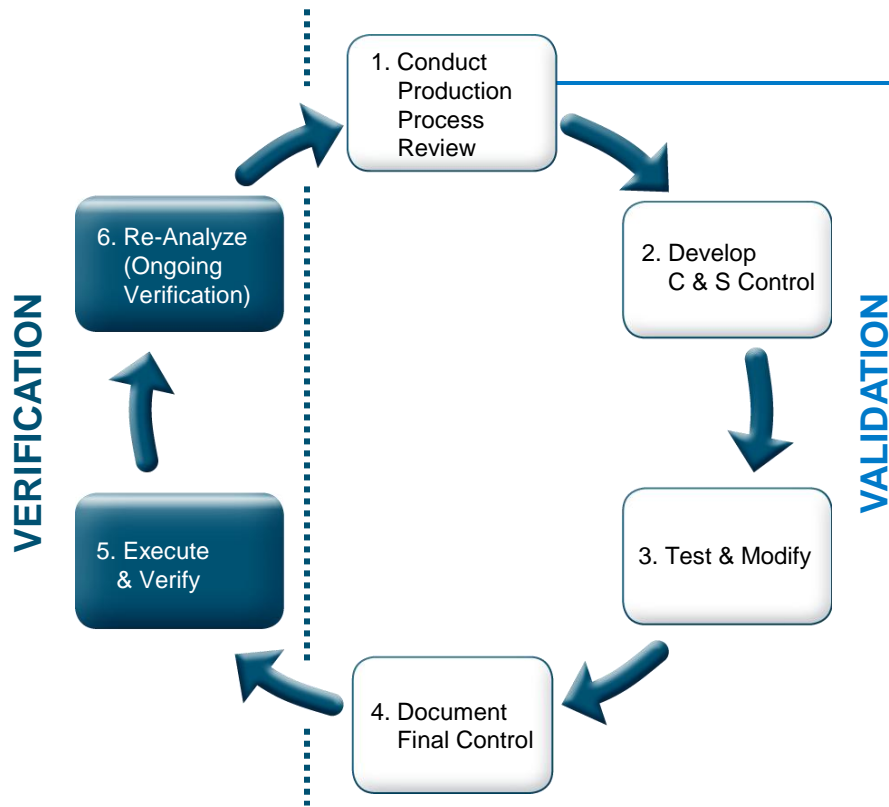 1. Conduct
Production
Process
Review
2. Develop
C & S Control
3. Test & Modify
4. Document
Final Control
5. Execute
& Verify
6. Re-Analyze
(Ongoing
Verification)
VERIFICATION
VALIDATION